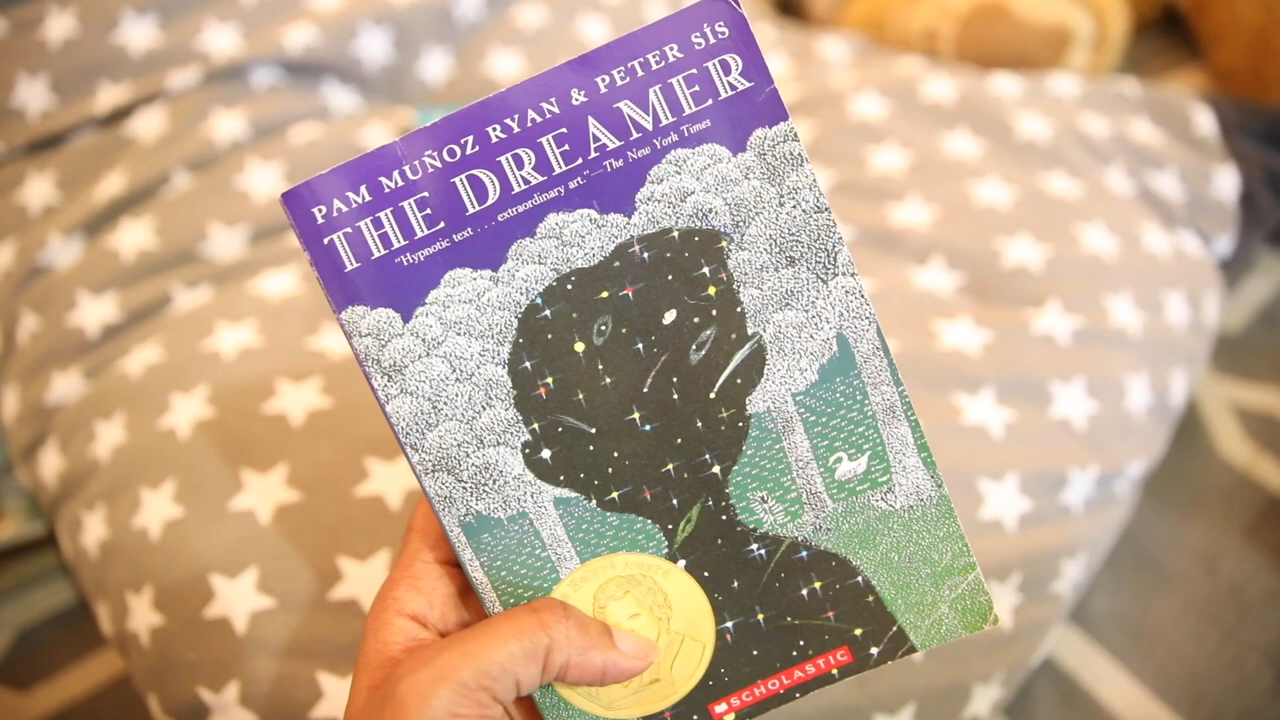 PAM MUÑOZ RYAN & PETER SÍS
THE DREAMER
“Hypnotic text . . . extraordinary art.”—The New York Times
SCHOLASTIC